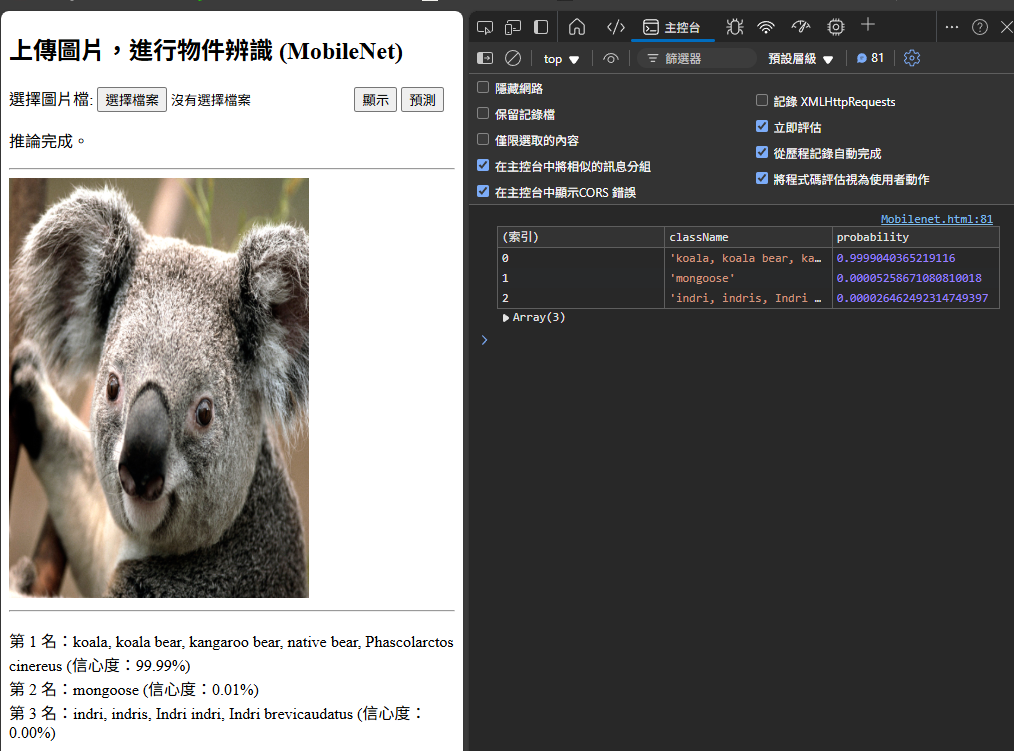 上傳圖片，進行物件辨識 (MobileNet)
選擇圖片檔: 選擇檔案 沒有選擇檔案 顯示 預測
推論完成。
第 1 名：koala, koala bear, kangaroo bear, native bear, Phascolarctos
cinereus (信心度：99.99%)
第 2 名：mongoose (信心度：0.01%)
第 3 名：indri, indris, Indri indri, Indri brevicaudatus (信心度：
0.00%)
主控台
top 篩選器 預設層級 81
隱藏網路
保留記錄檔
僅限選取的內容
在主控台中將相似的訊息分組
在主控台中顯示CORS 錯誤
記錄 XMLHttpRequests
立即評估
從歷程記錄自動完成
將程式碼評估視為使用者動作
Mobilenet.html:81
(索引) className probability
0 'koala, koala bear, ka… 0.9999040365219116
1 'mongoose' 0.00005258671080810018
2 'indri, indris, Indri … 0.000026462492314749397
Array(3)